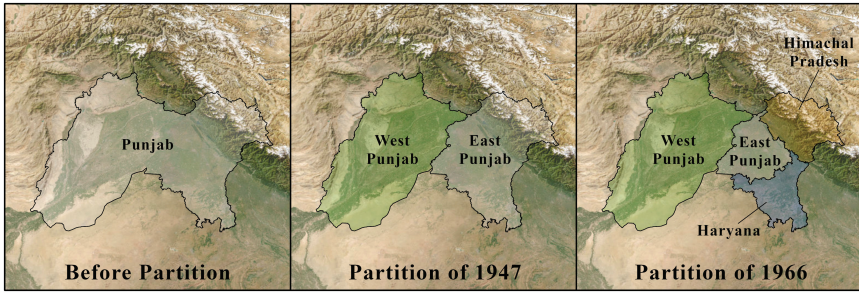 Punjab
Before Partition
West
Punjab
East
Punjab
Partition of 1947
Himachal
Pradesh
West
Punjab
East
Punjab
Haryana
Partition of 1966